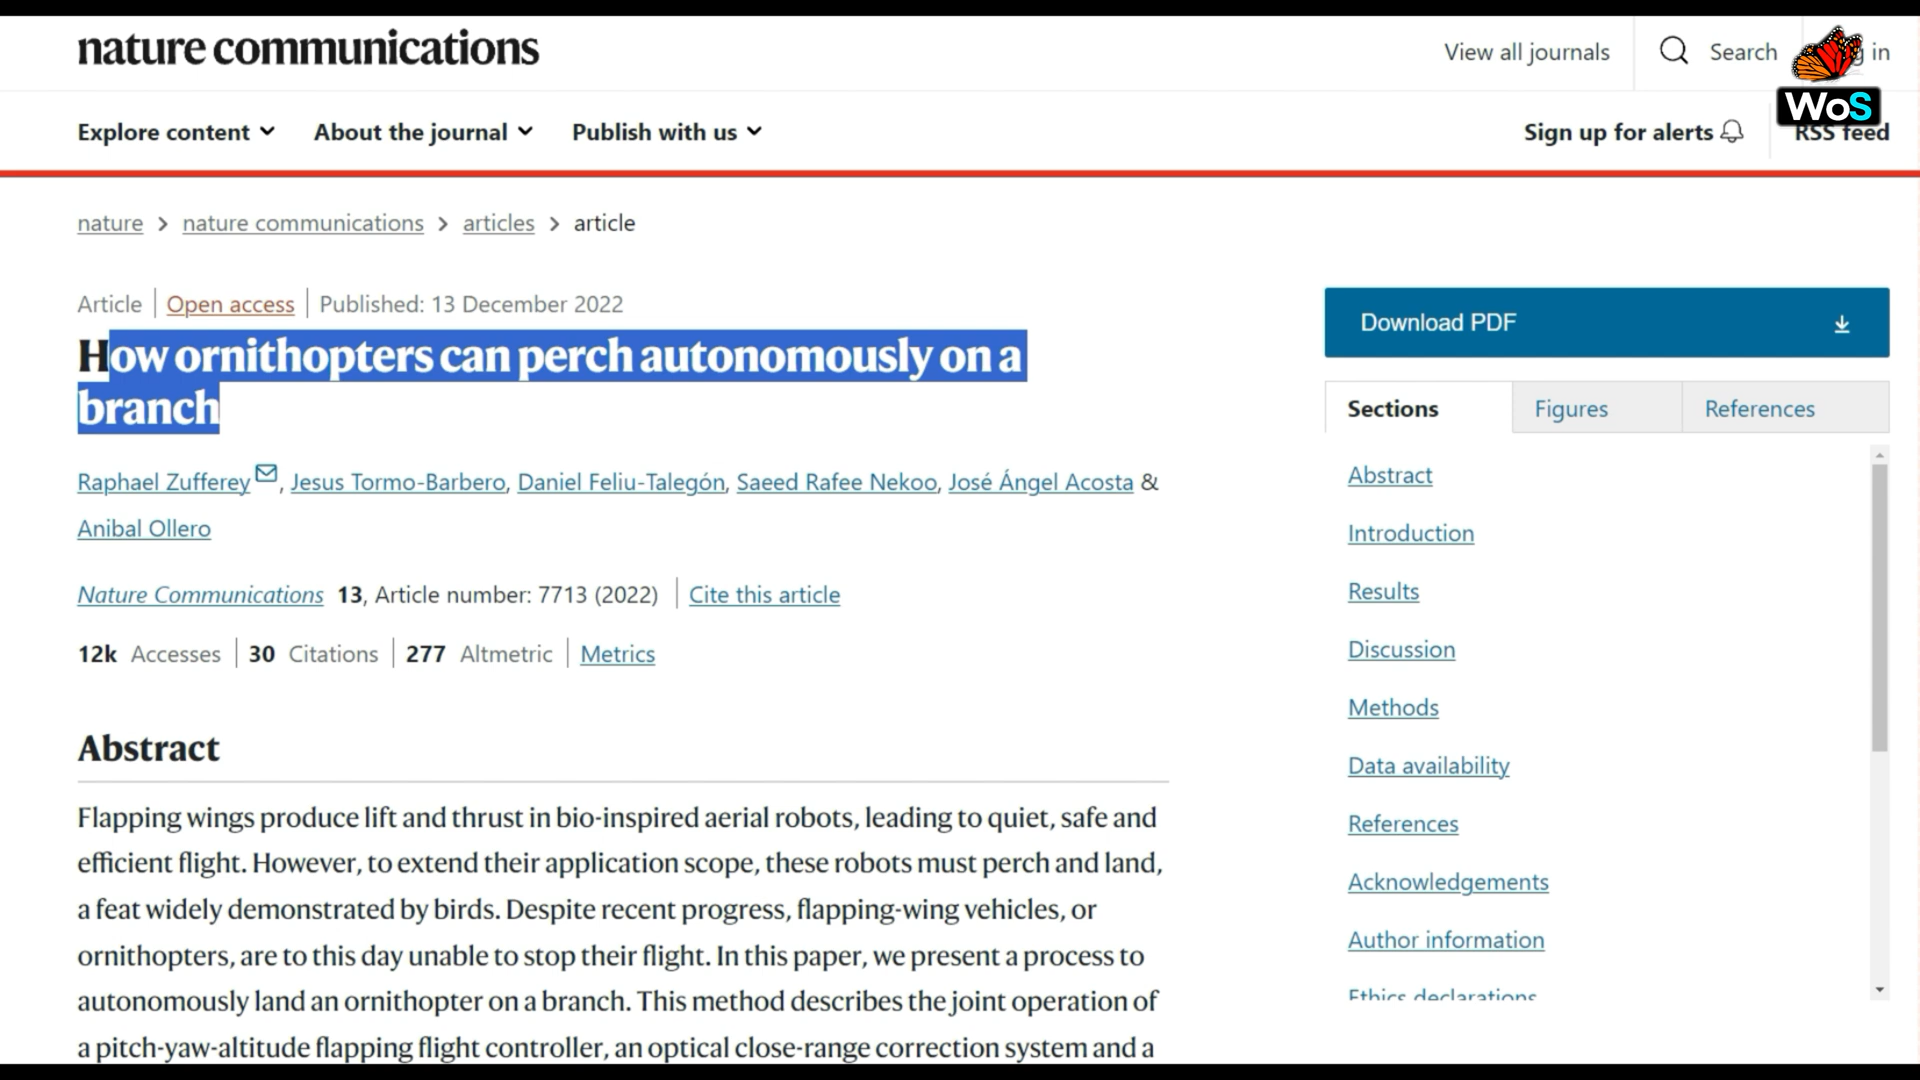 nature communications
View all journals
Search
in
WoS
Explore content
About the journal
Publish with us
Sign up for alerts
RSS feed
nature > nature communications > articles > article
Article | Open access | Published: 13 December 2022
How ornithopters can perch autonomously on a
branch
Raphael Zufferey, Jesus Tormo-Barbero, Daniel Feliu-Talegón, Saeed Rafee Nekoo, José Ángel Acosta &
Anibal Ollero
Nature Communications 13, Article number: 7713 (2022) | Cite this article
12k Accesses | 30 Citations | 277 Altmetric | Metrics
Abstract
Flapping wings produce lift and thrust in bio-inspired aerial robots, leading to quiet, safe and
efficient flight. However, to extend their application scope, these robots must perch and land,
a feat widely demonstrated by birds. Despite recent progress, flapping-wing vehicles, or
ornithopters, are to this day unable to stop their flight. In this paper, we present a process to
autonomously land an ornithopter on a branch. This method describes the joint operation of
a pitch-yaw-altitude flapping flight controller, an optical close-range correction system and a
Download PDF
Sections
Figures
References
Abstract
Introduction
Results
Discussion
Methods
Data availability
References
Acknowledgements
Author information
Ethics declarations